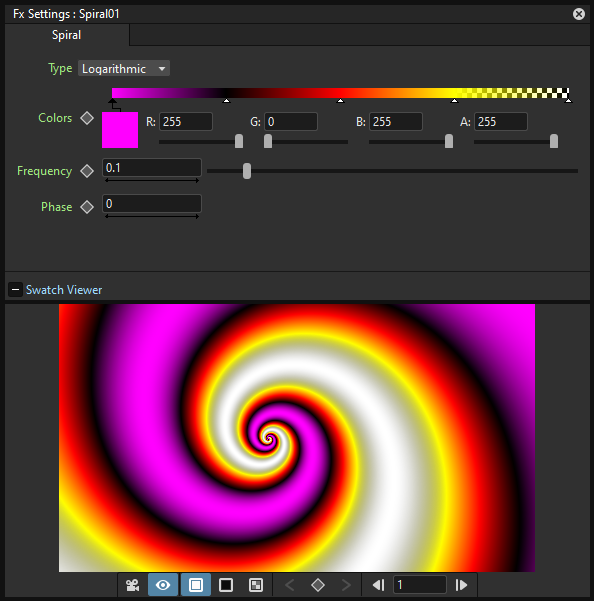 Fx Settings : Spiral01
Spiral
Type Logarithmic
Colors R: 255 G: 0 B: 255 A: 255
Frequency 0.1
Phase 0
Swatch Viewer
1